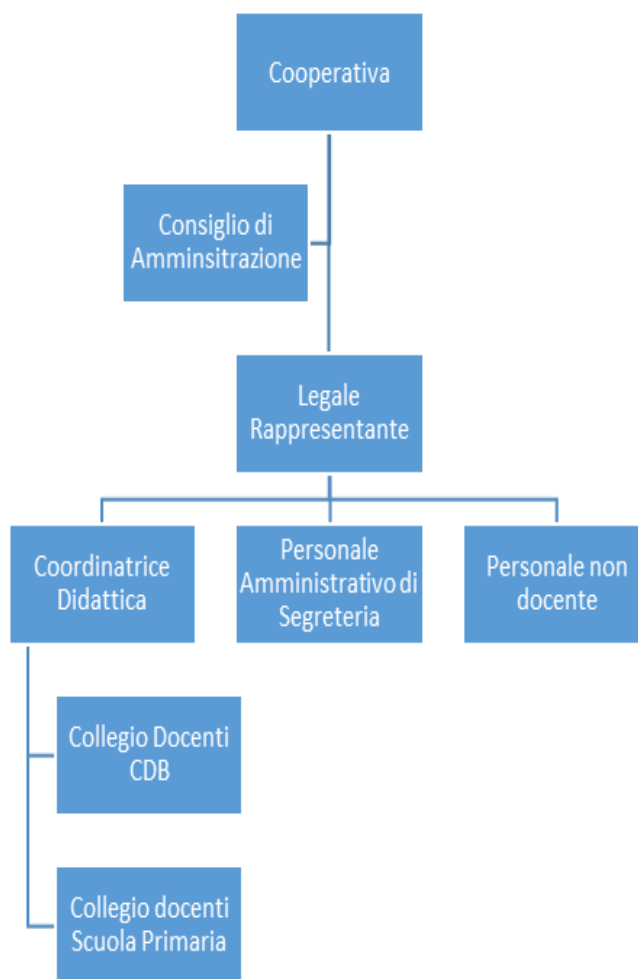 Cooperativa
Consiglio di
Amminsitrazione
Legale
Rappresentante
Coordinatrice
Didattica
Personale
Amministrativo di
Segreteria
Personale non
docente
Collegio Docenti
CDB
Collegio docenti
Scuola Primaria